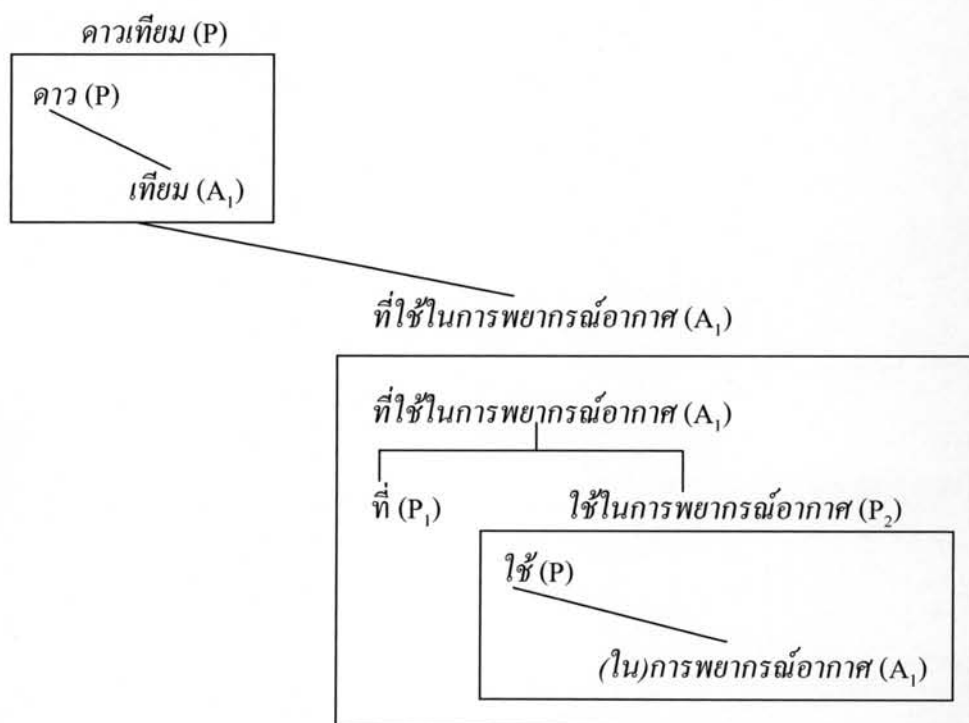 ดาวเทียม (P)
ดาว (P)
เทียม (A₁)
ที่ใช้ในการพยากรณ์อากาศ (A₁)
ที่ใช้ในการพยากรณ์อากาศ (A₁)
ที่ (P₁) ใช้ในการพยากรณ์อากาศ (P₂)
ใช้ (P)
(ใน)การพยากรณ์อากาศ (A₁)